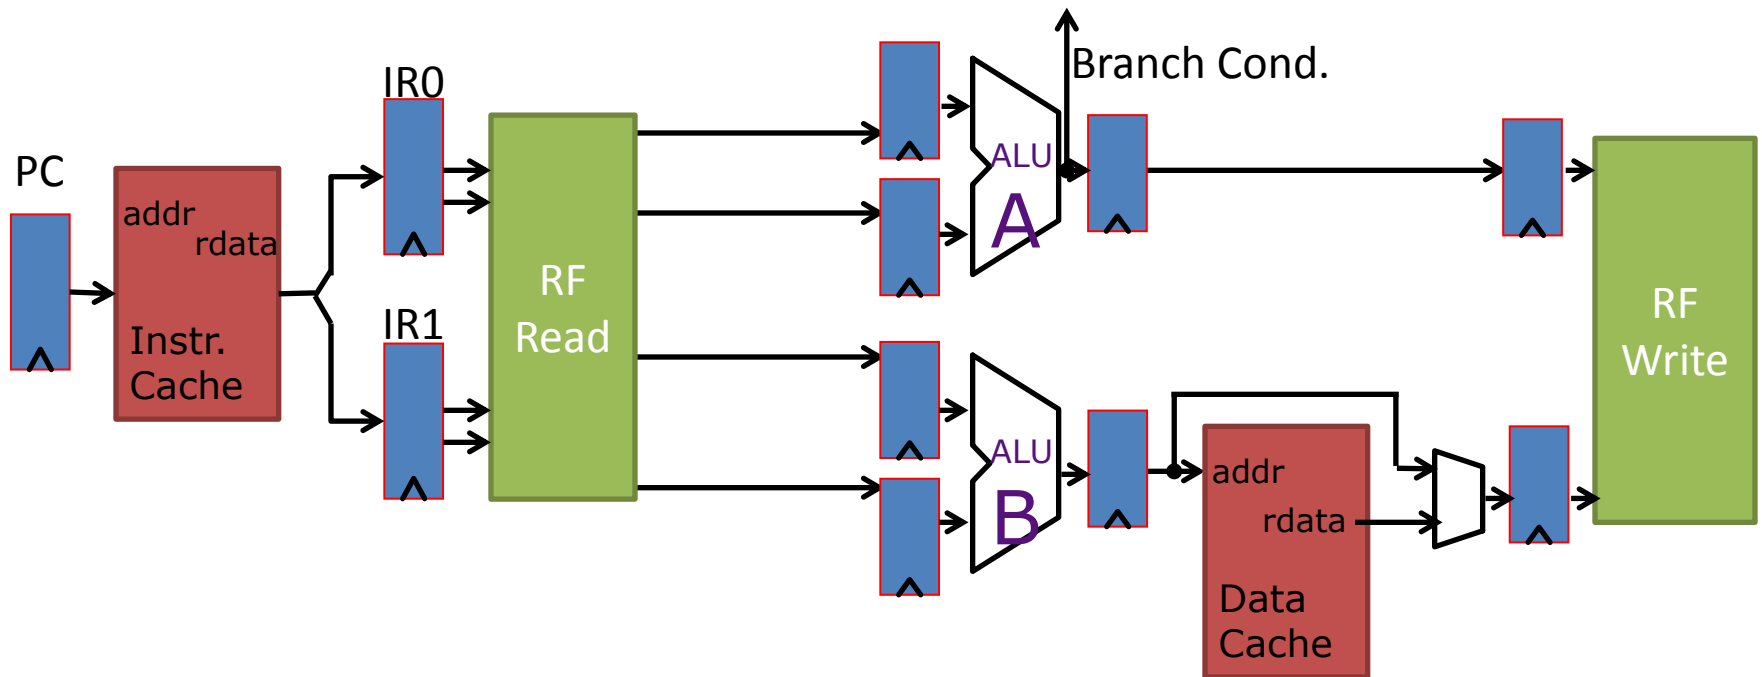 PC
addr
rdata
Instr.
Cache
IR0
IR1
RF
Read
ALU
A
Branch Cond.
ALU
B
addr
rdata
Data
Cache
RF
Write